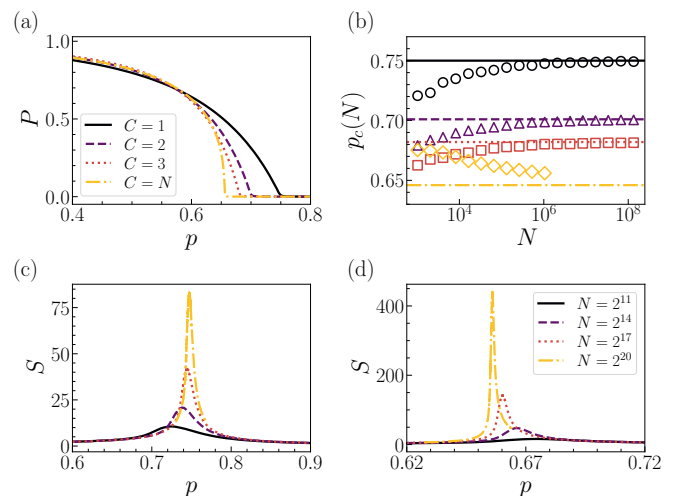 (a)
1.0
0.5
0.0
P
C = 1
C = 2
C = 3
C = N
0.4
0.6
0.8
p
(b)
0.75
0.70
0.65
p_c(N)
10^4
10^6
10^8
N
(c)
75
50
25
0
S
0.6
0.7
0.8
0.9
p
(d)
400
200
0
S
N = 2^11
N = 2^14
N = 2^17
N = 2^20
0.62
0.67
0.72
p